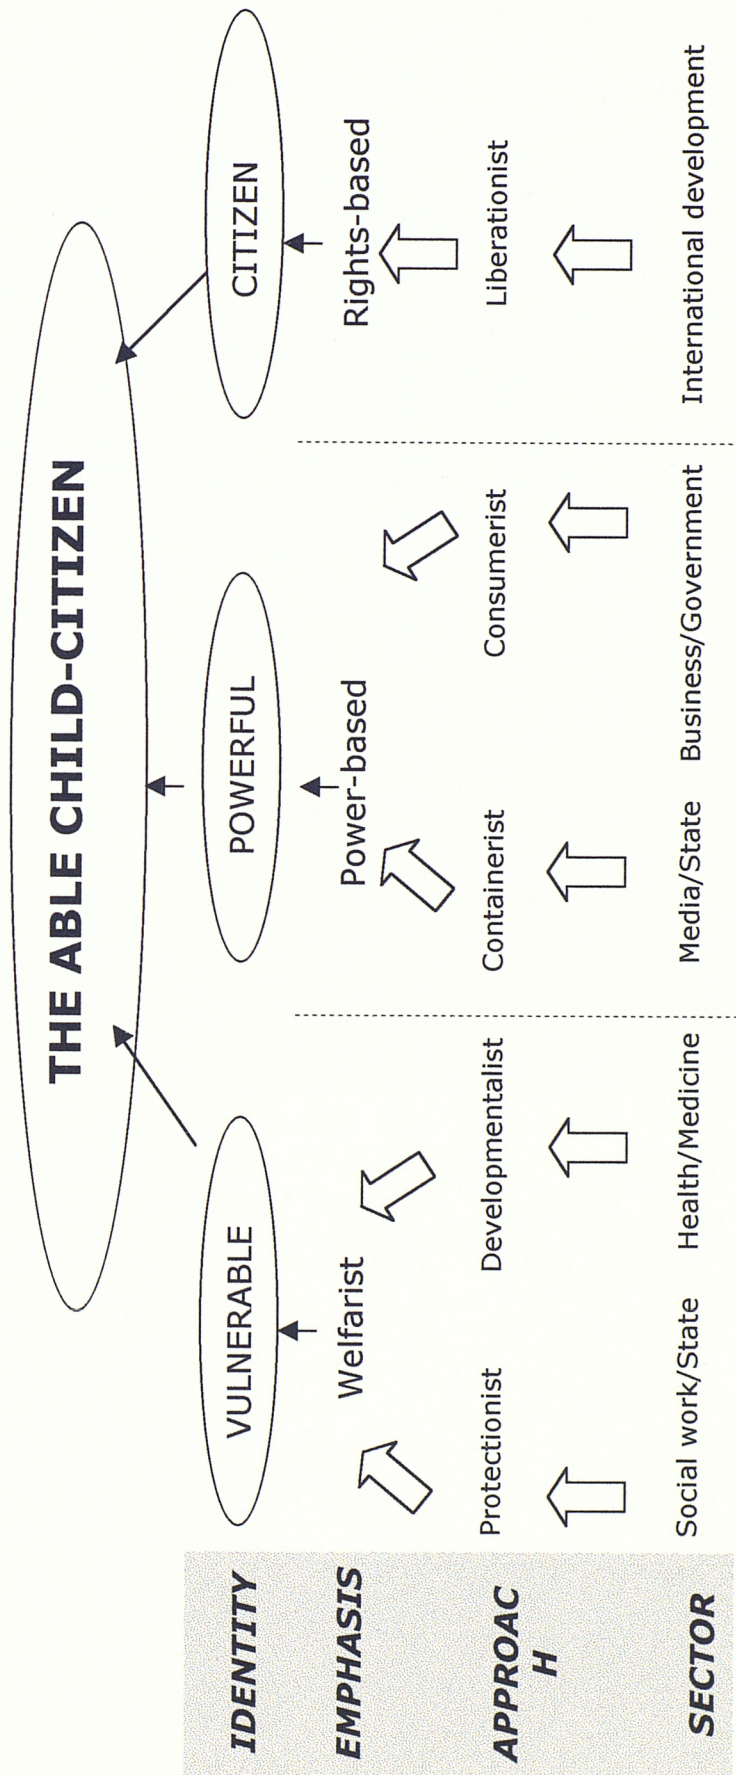 THE ABLE CHILD-CITIZEN
IDENTITY
VULNERABLE
POWERFUL
CITIZEN
EMPHASIS
Welfarist
Power-based
Rights-based
APPROAC
H
Protectionist
Developmentalist
Containerist
Consumerist
Liberationist
SECTOR
Social work/State
Health/Medicine
Media/State
Business/Government
International development